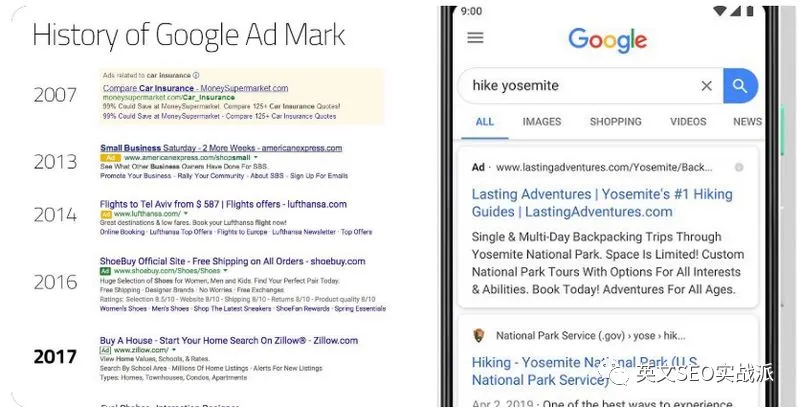 History of Google Ad Mark
2007
Ads related to car insurance
Compare Car Insurance - MoneySupermarket.com
moneysupermarket.com/Car_Insurance
99% Could Save at MoneySupermarket. Compare 125+ Car Insurance Quotes!
99% Could Save at MoneySupermarket - Compare 125+ Car Insurance Quotes
2013
Small Business Saturday - 2 More Weeks - americanexpress.com
Ad www.americanexpress.com/shopsmall
See What Other Business Owners Have Done For SBS.
Promote Your Business - Rally Your Community - About SBS - Sign Up For Emails
2014
Flights to Tel Aviv from $ 587 | Flights offers - lufthansa.com
Ad www.lufthansa.com/
Great destinations & low fares. Book your Lufthansa flight now!
Online Booking · Lufthansa Top Offers · Flights to Europe · Lufthansa Newsletter · Top Offers
2016
ShoeBuy Official Site - Free Shipping on All Orders - shoebuy.com
Ad www.shoebuy.com/Shoes/Shoes
Huge Selection of Shoes for Women, Men and Kids. Find Your Perfect Pair Today.
Free Shipping · Designer Brands · No Worries · Free Exchanges
Ratings: Selection 8.5/10 - Website 8/10 - Shipping 8/10 - Returns 8/10 - Product quality 8/10
Women's Shoes · Men's Shoes · Shop The Latest Sneakers · ShoeFan Rewards · Spring Essentials
2017
Buy A House - Start Your Home Search On Zillow® - Zillow.com
Ad www.zillow.com/
View Home Values, Schools, & Rates.
Search By School Area · Millions Of Home Listings · Alerts For New Listings
Types: Homes, Townhouses, Condos, Apartments
9:00
Google
hike yosemite
ALL IMAGES SHOPPING VIDEOS NEWS
Ad · www.lastingadventures.com/Yosemite/Back...
Lasting Adventures | Yosemite's #1 Hiking
Guides | LastingAdventures.com
Single & Multi-Day Backpacking Trips Through
Yosemite National Park. Space Is Limited! Custom
National Park Tours With Options For All Interests
& Abilities. Book Today! Adventures For All Ages.
National Park Service (.gov) › yose › hik...
Hiking - Yosemite National Park (U.S.
National Park Service)
Apr 2, 2019 · One of the best ways to experience
英文SEO实战派